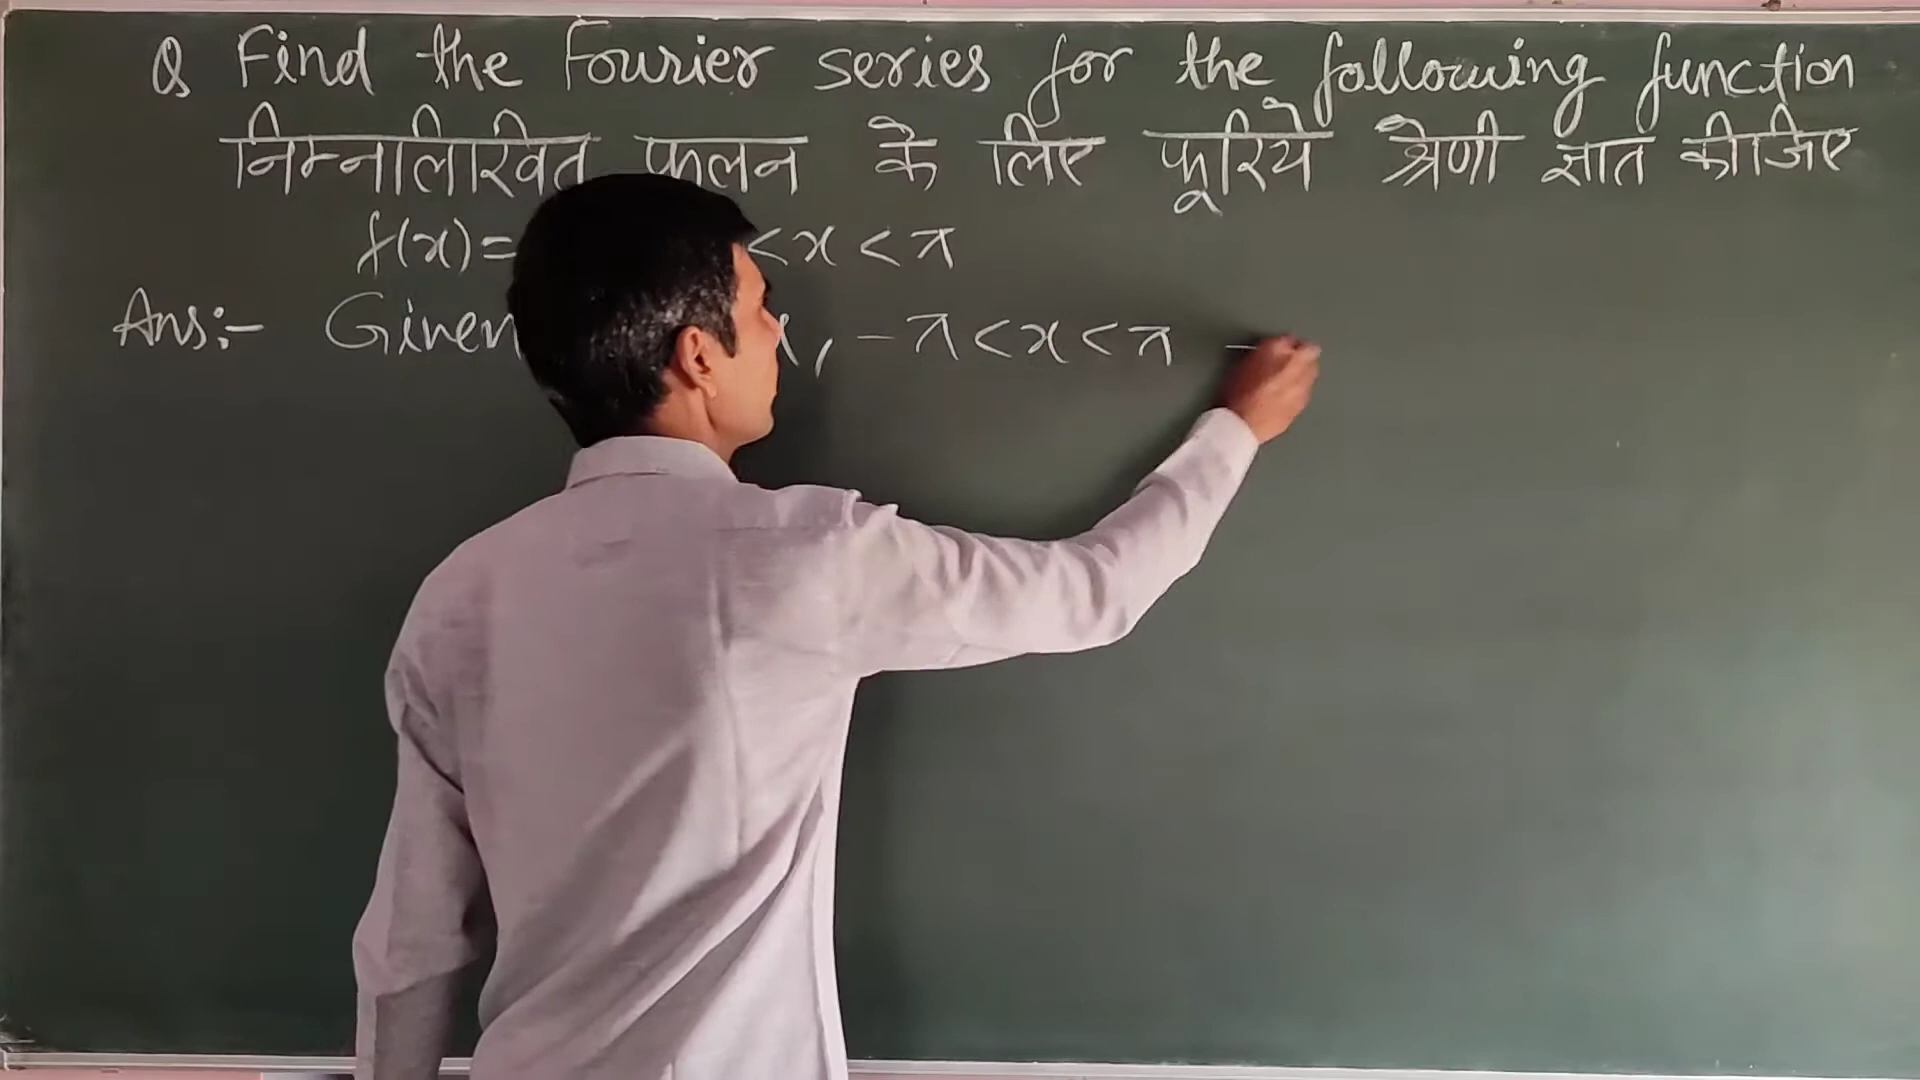 Q Find the Fourier series for the following function
निम्नलिखित फलन के लिए फूरिये श्रेणी ज्ञात कीजिए
f(x)= <x<π
Ans:- Given x, -π<x<π -